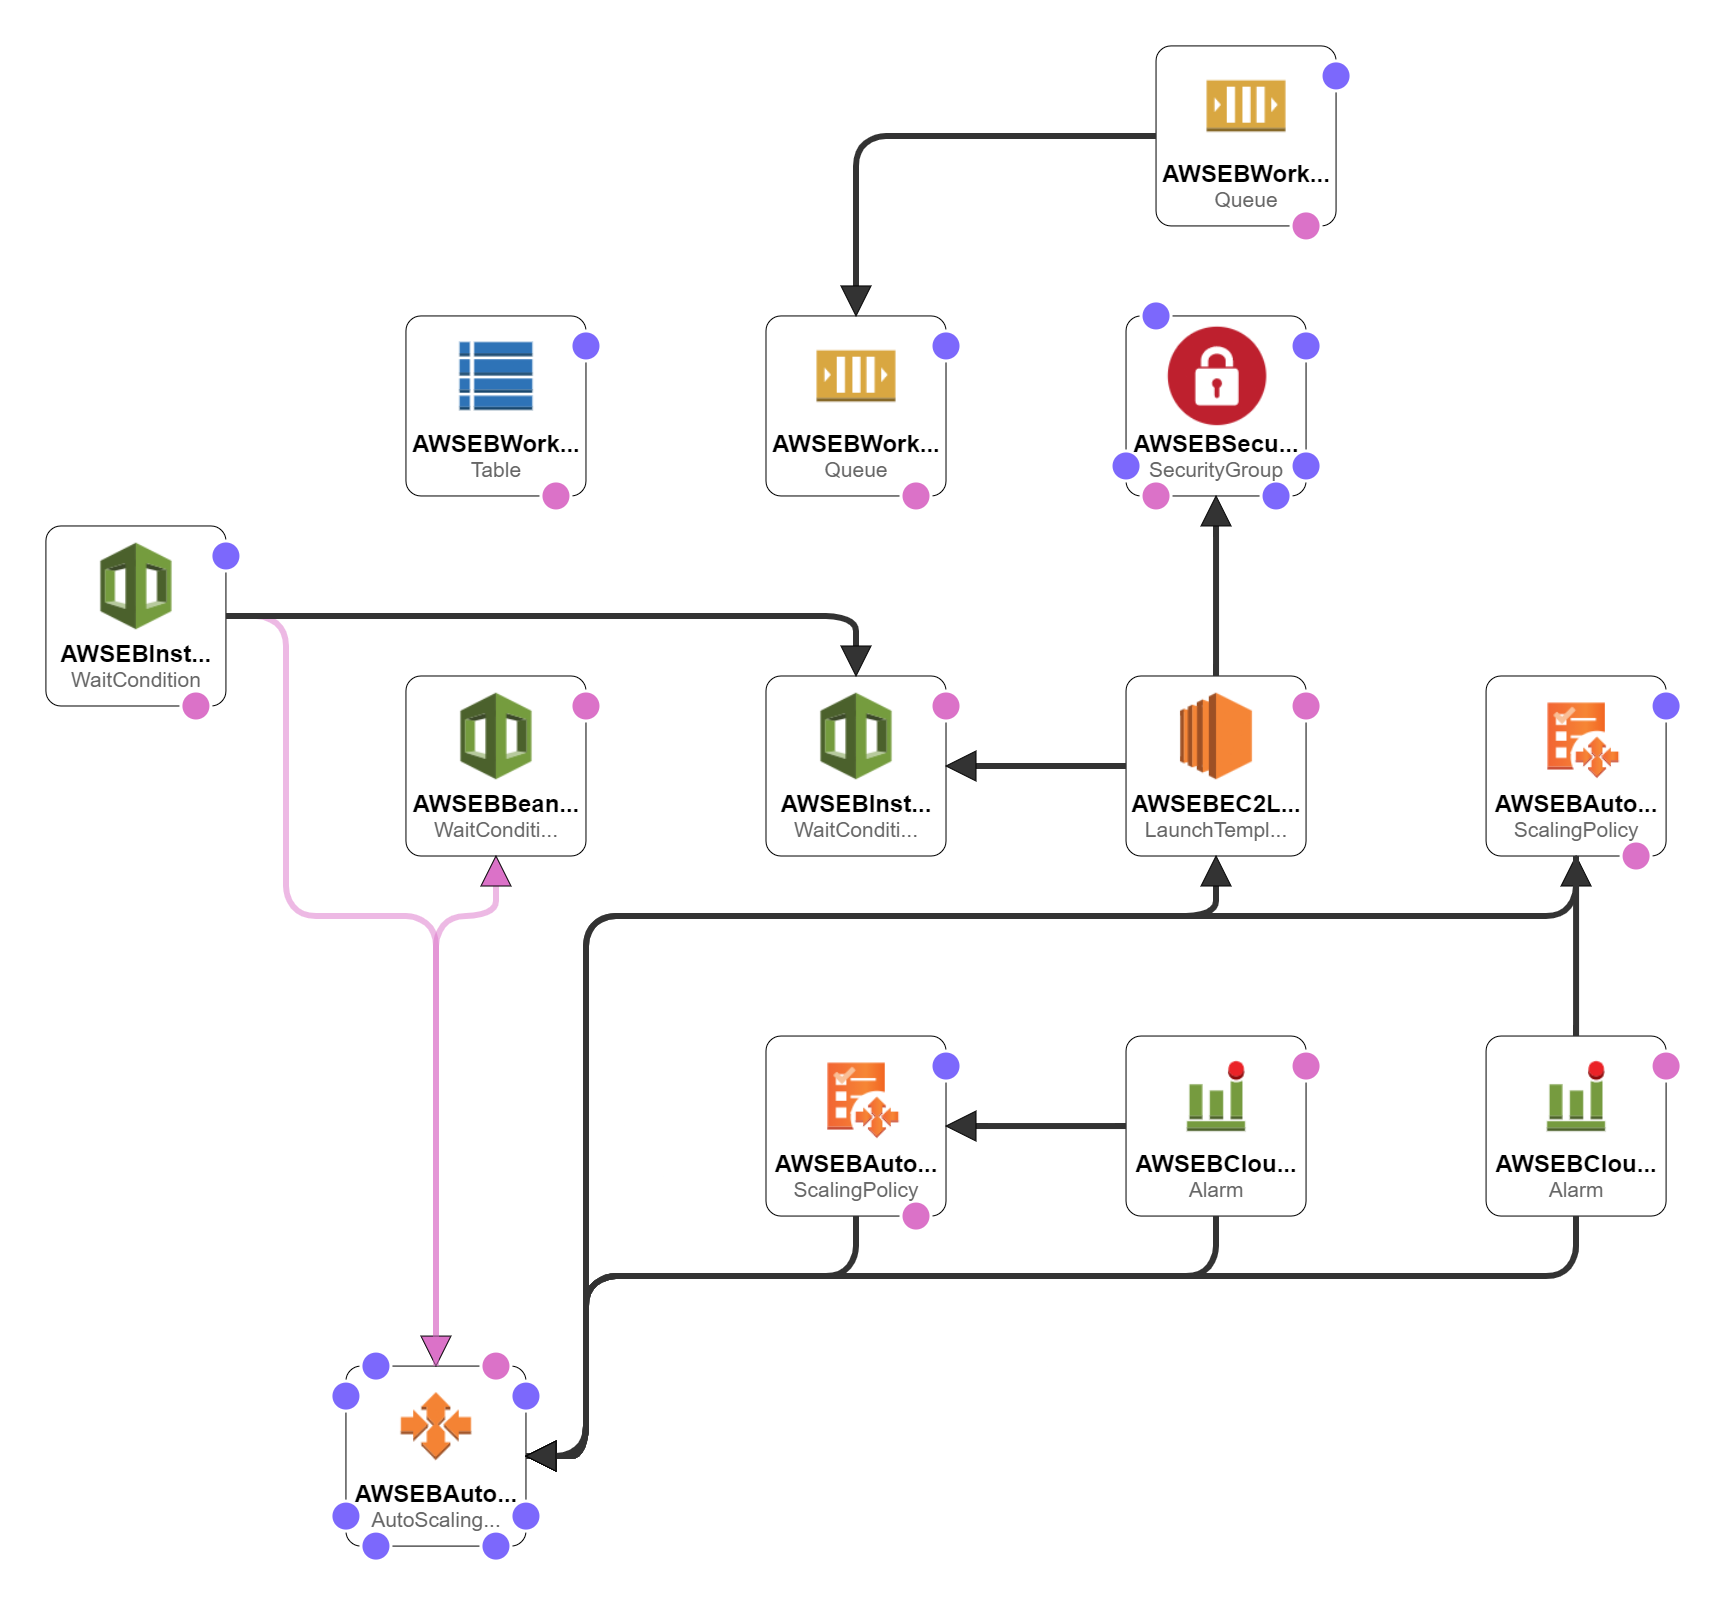 AWSEBWork...
Queue
AWSEBWork...
Table
AWSEBWork...
Queue
AWSEBSecu...
SecurityGroup
AWSEBInst...
WaitCondition
AWSEBBean...
WaitConditi...
AWSEBInst...
WaitConditi...
AWSEBEC2L...
LaunchTempl...
AWSEBAuto...
ScalingPolicy
AWSEBAuto...
ScalingPolicy
AWSEBClou...
Alarm
AWSEBClou...
Alarm
AWSEBAuto...
AutoScaling...